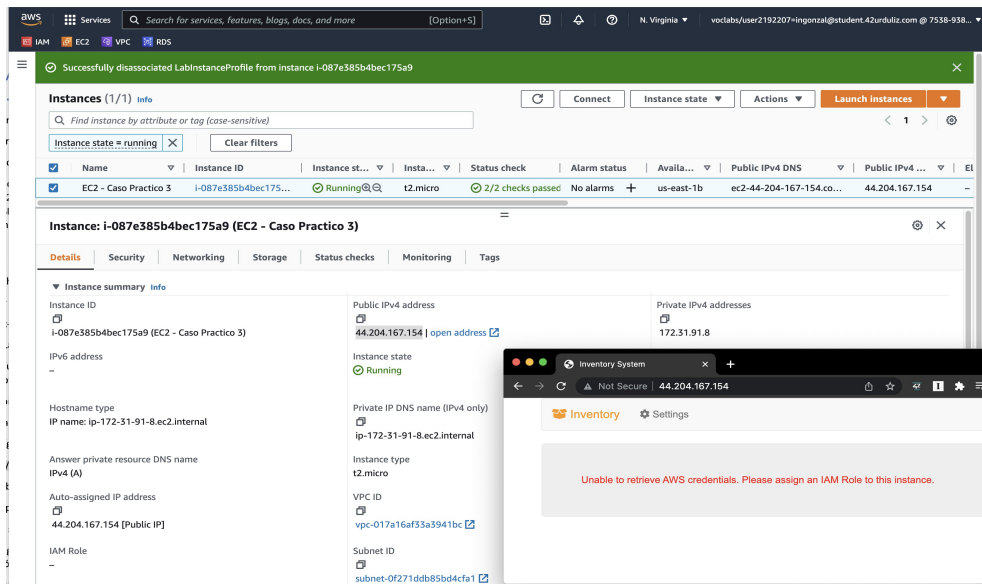 aws
Services
Search for services, features, blogs, docs, and more
[Option+S]
N. Virginia ▼
voclabs/user2192207=ingonzal@student.42urduliz.com @ 7538-938... ▼
IAM EC2 VPC RDS
Successfully disassociated LabInstanceProfile from instance i-087e385b4bec175a9
Instances (1/1) Info
Connect
Instance state ▼
Actions ▼
Launch instances ▼
Find instance by attribute or tag (case-sensitive)
1
Instance state = running
Clear filters
Name Instance ID Instance st... Insta... Status check Alarm status Availa... Public IPv4 DNS Public IPv4 ... El
EC2 - Caso Practico 3 i-087e385b4bec175... Running t2.micro 2/2 checks passed No alarms + us-east-1b ec2-44-204-167-154.co... 44.204.167.154 –
Instance: i-087e385b4bec175a9 (EC2 - Caso Practico 3)
Details Security Networking Storage Status checks Monitoring Tags
▼ Instance summary Info
Instance ID
i-087e385b4bec175a9 (EC2 - Caso Practico 3)
Public IPv4 address
44.204.167.154 | open address
Private IPv4 addresses
172.31.91.8
IPv6 address
–
Instance state
Running
Hostname type
IP name: ip-172-31-91-8.ec2.internal
Private IP DNS name (IPv4 only)
ip-172-31-91-8.ec2.internal
Answer private resource DNS name
IPv4 (A)
Instance type
t2.micro
Auto-assigned IP address
44.204.167.154 [Public IP]
VPC ID
vpc-017a16af33a3941bc
IAM Role
–
Subnet ID
subnet-0f271ddb85bd4cfa1
Inventory System
Not Secure | 44.204.167.154
Inventory Settings
Unable to retrieve AWS credentials. Please assign an IAM Role to this instance.